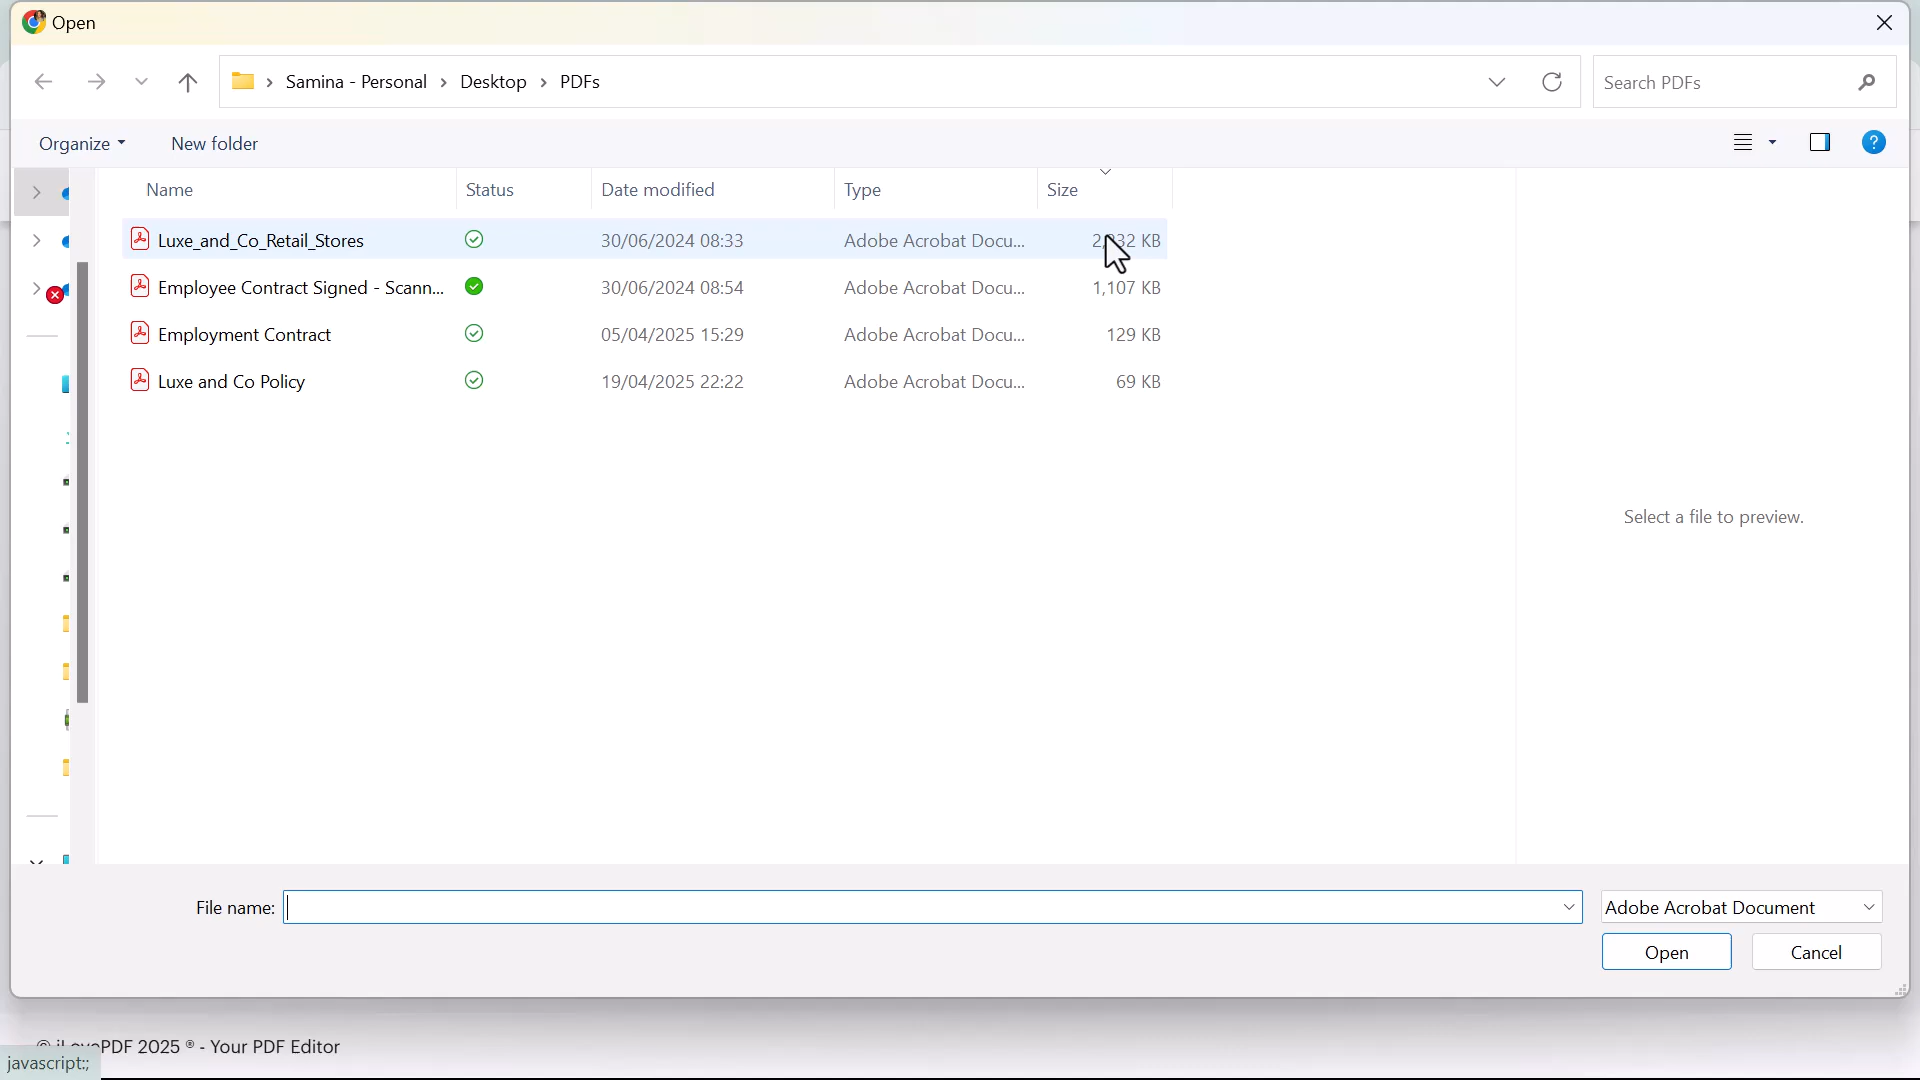 Open
Samina - Personal > Desktop > PDFs
Search PDFs
Organize
New folder
Name Status Date modified Type Size
Luxe_and_Co_Retail_Stores 30/06/2024 08:33 Adobe Acrobat Docu... KB
Employee Contract Signed - Scann... 30/06/2024 08:54 Adobe Acrobat Docu... 1,107 KB
Employment Contract 05/04/2025 15:29 Adobe Acrobat Docu... 129 KB
Luxe and Co Policy 19/04/2025 22:22 Adobe Acrobat Docu... 69 KB
Select a file to preview.
File name:
Adobe Acrobat Document
Open Cancel
© iLovePDF 2025 ® - Your PDF Editor
javascript:;